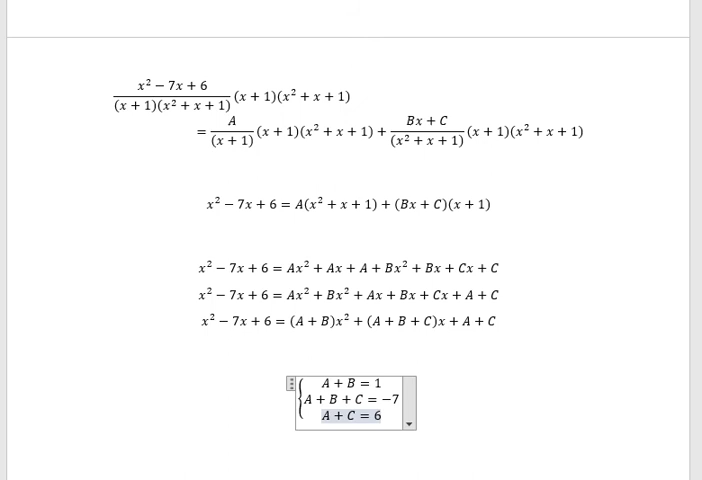 x² − 7x + 6 / (x + 1)(x² + x + 1) (x + 1)(x² + x + 1)
= A / (x + 1) (x + 1)(x² + x + 1) + Bx + C / (x² + x + 1) (x + 1)(x² + x + 1)
x² − 7x + 6 = A(x² + x + 1) + (Bx + C)(x + 1)
x² − 7x + 6 = Ax² + Ax + A + Bx² + Bx + Cx + C
x² − 7x + 6 = Ax² + Bx² + Ax + Bx + Cx + A + C
x² − 7x + 6 = (A + B)x² + (A + B + C)x + A + C
A + B = 1
A + B + C = −7
A + C = 6